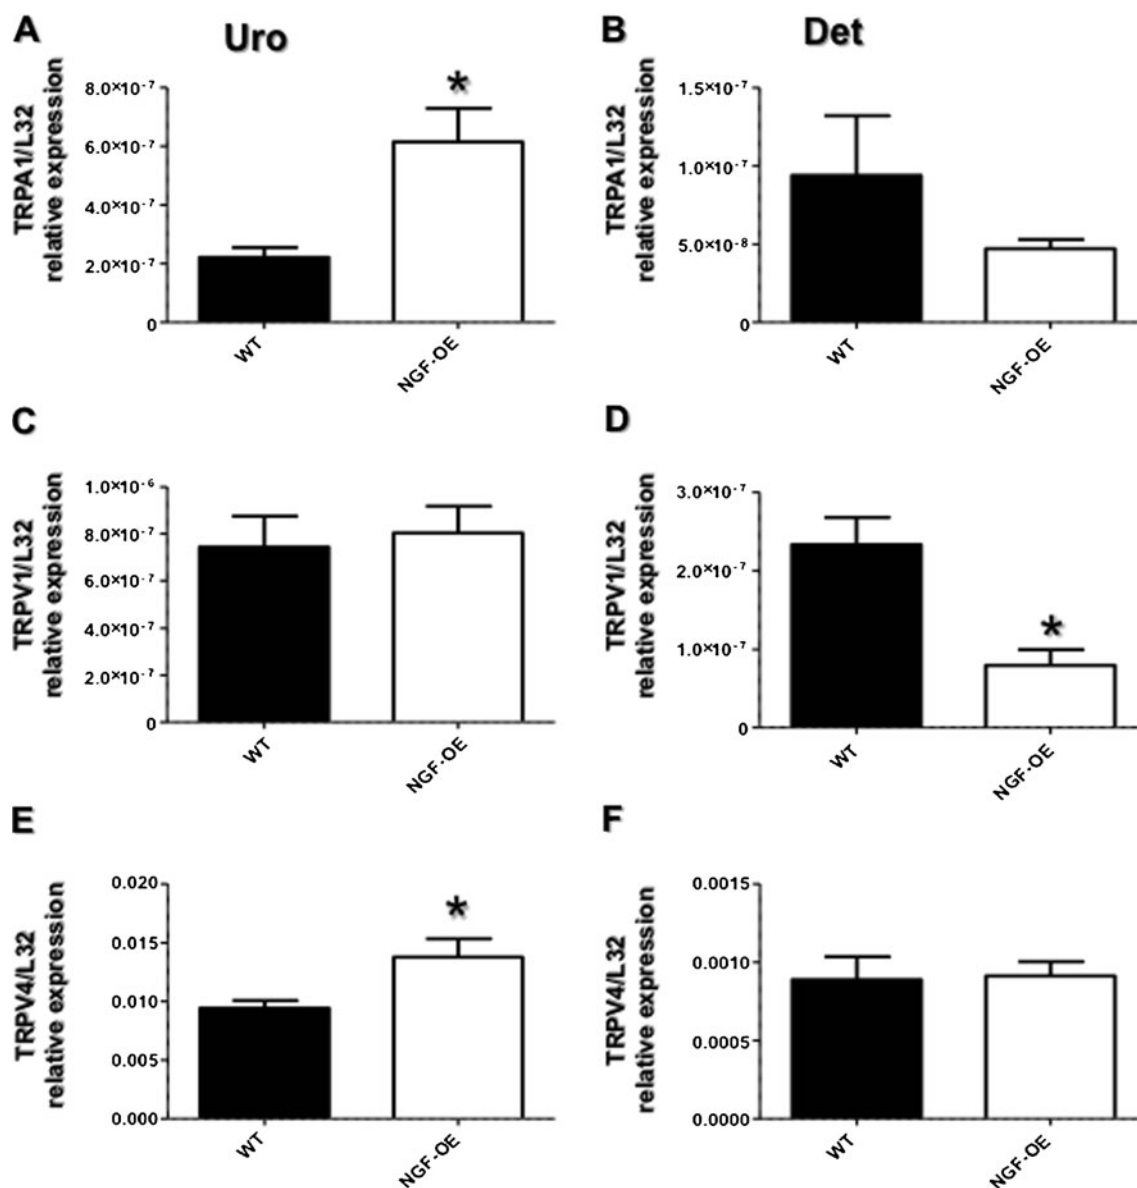 A
Uro
TRPA1/L32
relative expression
8.0×10⁻⁷
6.0×10⁻⁷
4.0×10⁻⁷
2.0×10⁻⁷
0
*
WT
NGF-OE
B
Det
TRPA1/L32
relative expression
1.5×10⁻⁷
1.0×10⁻⁷
5.0×10⁻⁸
0
WT
NGF-OE
C
TRPV1/L32
relative expression
1.0×10⁻⁶
8.0×10⁻⁷
6.0×10⁻⁷
4.0×10⁻⁷
2.0×10⁻⁷
0
WT
NGF-OE
D
TRPV1/L32
relative expression
3.0×10⁻⁷
2.0×10⁻⁷
1.0×10⁻⁷
0
*
WT
NGF-OE
E
TRPV4/L32
relative expression
0.020
0.015
0.010
0.005
0.000
*
WT
NGF-OE
F
TRPV4/L32
relative expression
0.0015
0.0010
0.0005
0.0000
WT
NGF-OE